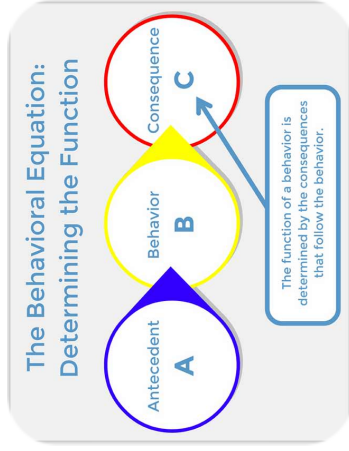 The Behavioral Equation:
Determining the Function
Antecedent
A
Behavior
B
Consequence
C
The function of a behavior is
determined by the consequences
that follow the behavior.